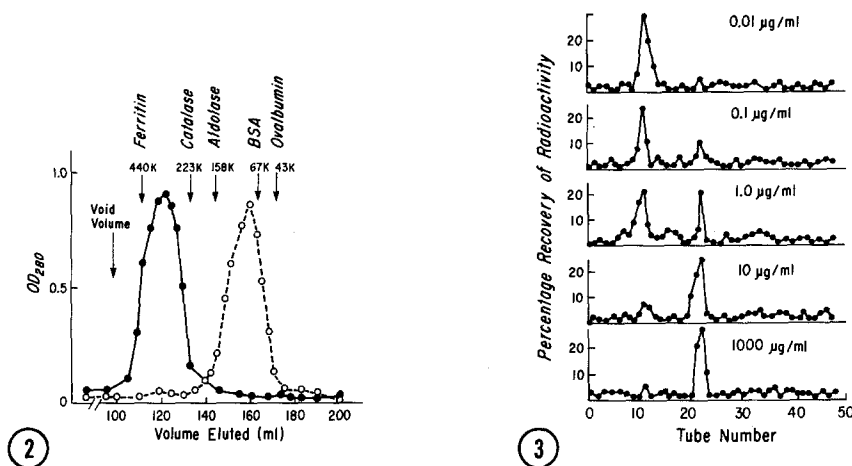 Ferritin
Catalase
Aldolase
BSA
Ovalbumin
440K
223K
158K
67K
43K
Void
Volume
OD280
1.0
0.5
0
100 120 140 160 180 200
Volume Eluted (ml)
2
Percentage Recovery of Radioactivity
0.01 µg/ml
20
10
0.1 µg/ml
20
10
1.0 µg/ml
20
10
10 µg/ml
20
10
1000 µg/ml
20
10
0 10 20 30 40 50
Tube Number
3